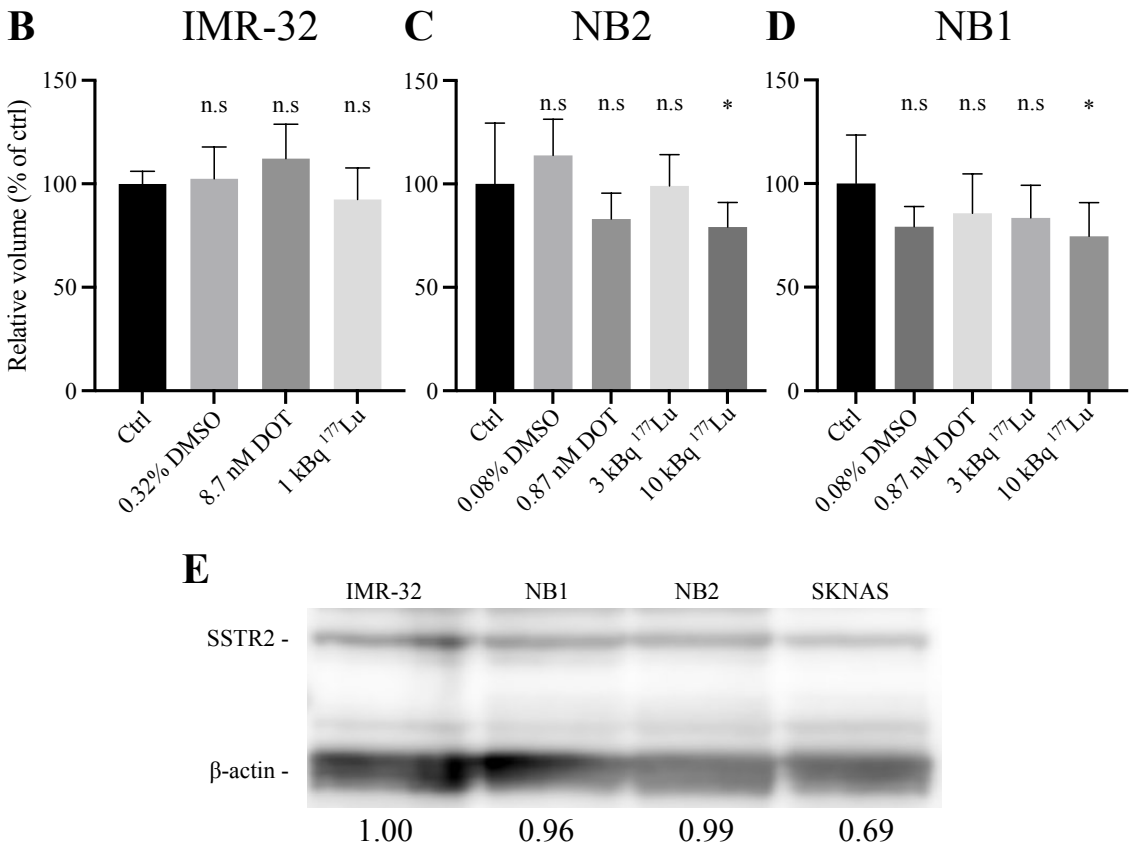 B IMR-32
Relative volume (% of ctrl)
150
100
50
0
n.s n.s n.s
Ctrl
0.32% DMSO
8.7 nM DOT
1 kBq ¹⁷⁷Lu
C NB2
150
100
50
0
n.s n.s n.s *
Ctrl
0.08% DMSO
0.87 nM DOT
3 kBq ¹⁷⁷Lu
10 kBq ¹⁷⁷Lu
D NB1
150
100
50
0
n.s n.s n.s *
Ctrl
0.08% DMSO
0.87 nM DOT
3 kBq ¹⁷⁷Lu
10 kBq ¹⁷⁷Lu
E
IMR-32 NB1 NB2 SKNAS
SSTR2 -
β-actin -
1.00 0.96 0.99 0.69